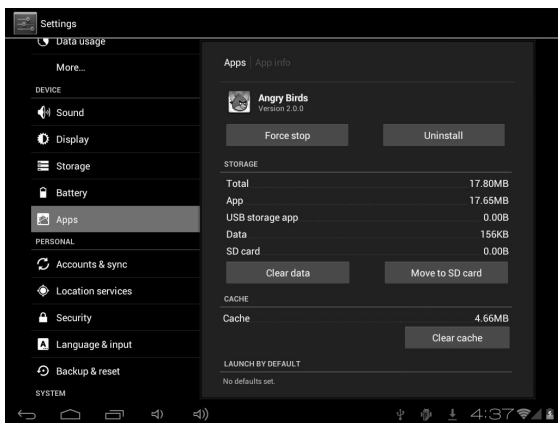 Settings
Data usage
More...
DEVICE
Sound
Display
Storage
Battery
Apps
PERSONAL
Accounts & sync
Location services
Security
Language & input
Backup & reset
SYSTEM
Apps | App info
Angry Birds
Version 2.0.0
Force stop Uninstall
STORAGE
Total 17.80MB
App 17.65MB
USB storage app 0.00B
Data 156KB
SD card 0.00B
Clear data Move to SD card
CACHE
Cache 4.66MB
Clear cache
LAUNCH BY DEFAULT
No defaults set.
4:37